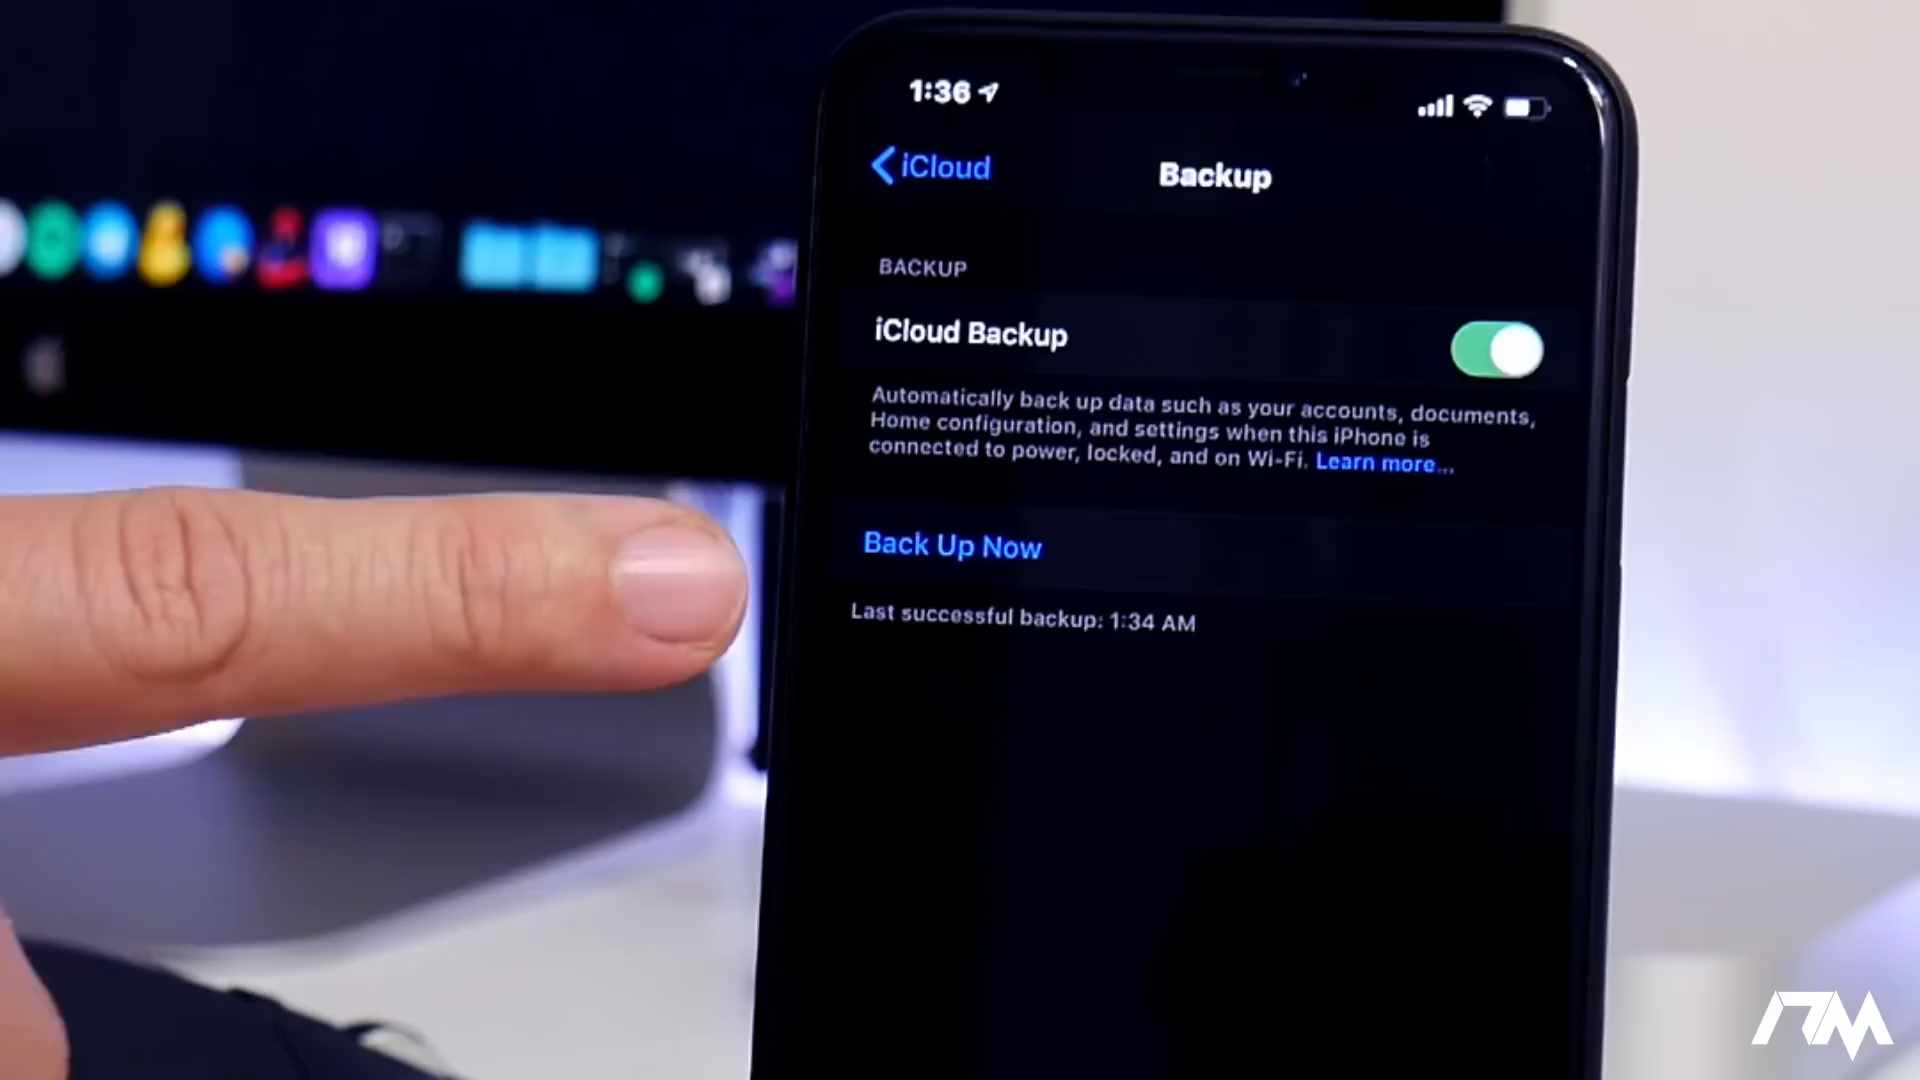 1:36
iCloud
Backup
BACKUP
iCloud Backup
Automatically back up data such as your accounts, documents,
Home configuration, and settings when this iPhone is
connected to power, locked, and on Wi-Fi. Learn more...
Back Up Now
Last successful backup: 1:34 AM